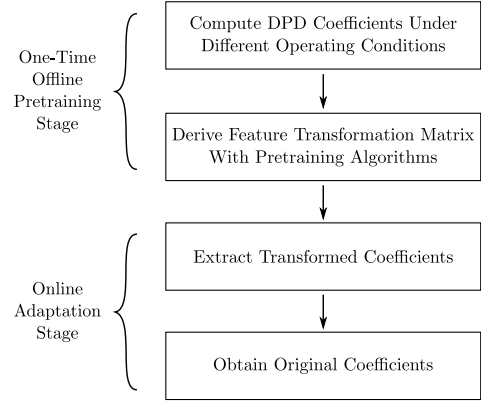 Compute DPD Coefficients Under
Different Operating Conditions
One-Time
Offline
Pretraining
Stage
Derive Feature Transformation Matrix
With Pretraining Algorithms
Extract Transformed Coefficients
Online
Adaptation
Stage
Obtain Original Coefficients